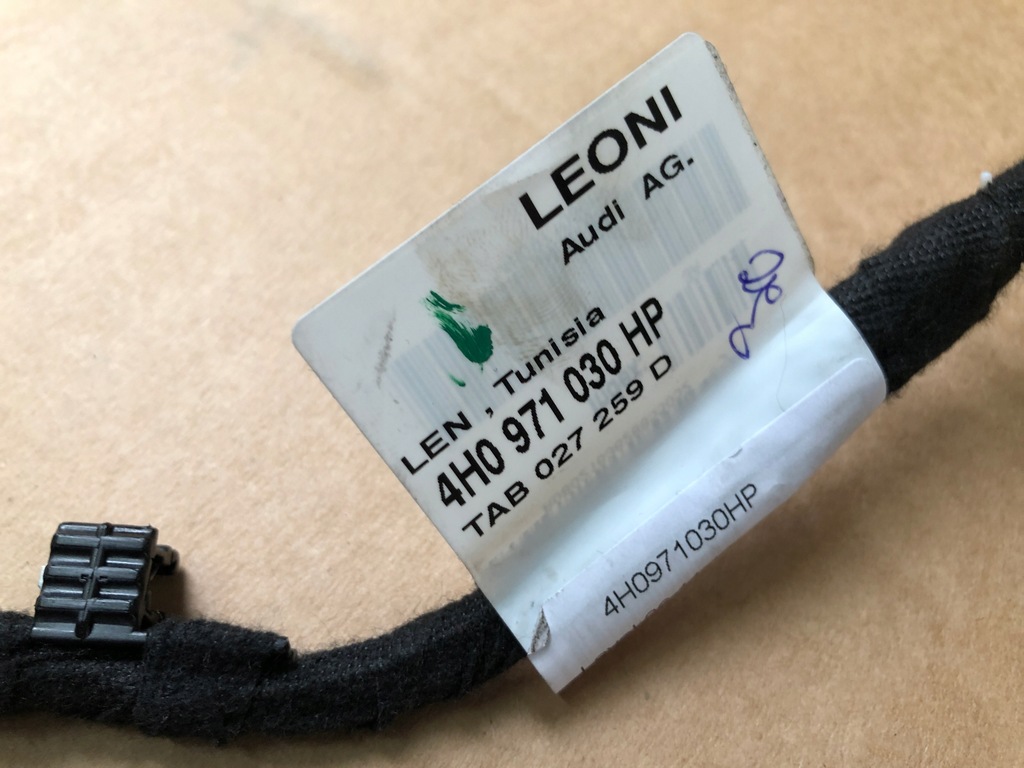 LEONI
Audi AG.
LEN , Tunisia
4H0 971 030 HP
TAB 027 259 D
4H0971030HP